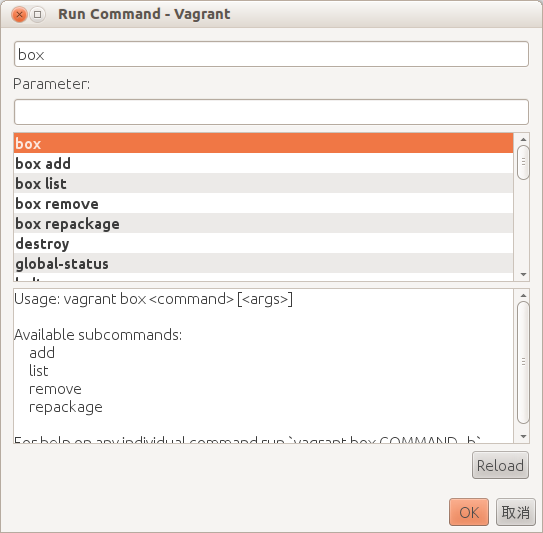 Run Command - Vagrant
box
Parameter:
box
box add
box list
box remove
box repackage
destroy
global-status
Usage: vagrant box <command> [<args>]
Available subcommands:
add
list
remove
repackage
For help on any individual command run `vagrant box COMMAND -h`
Reload
OK
取消